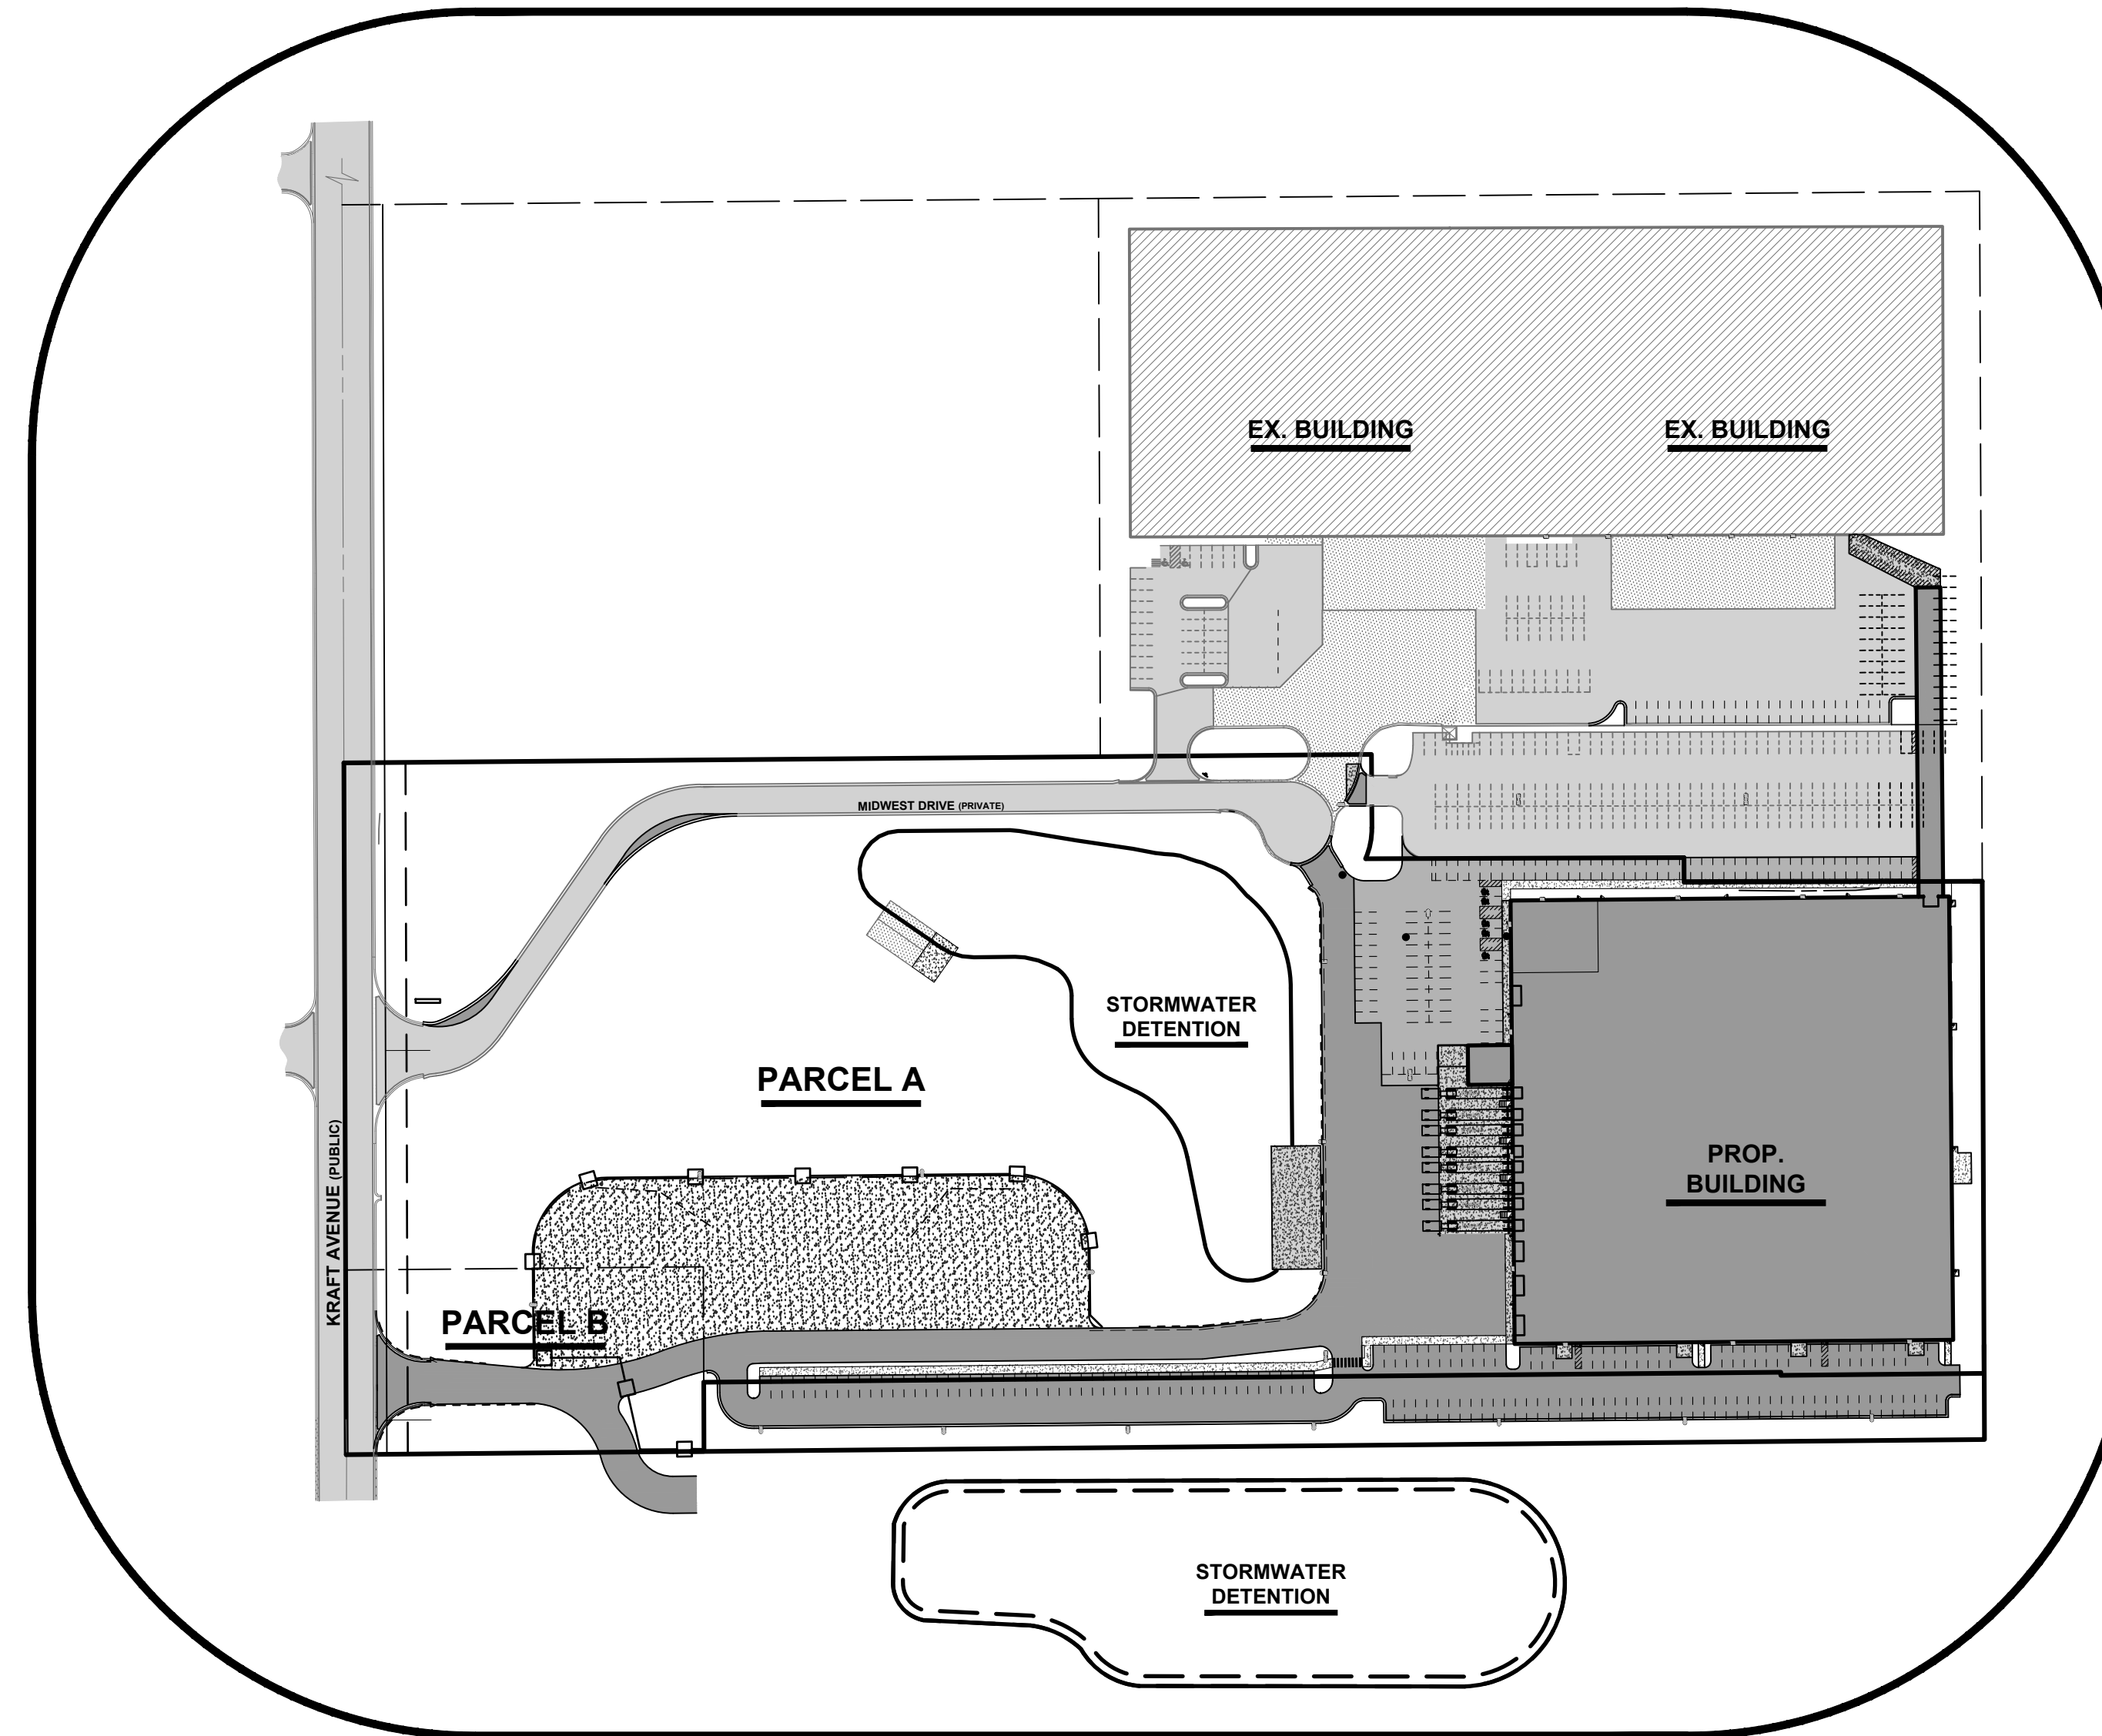 EX. BUILDING
EX. BUILDING
MIDWEST DRIVE (PRIVATE)
STORMWATER
DETENTION
PARCEL A
KRAFT AVENUE (PUBLIC)
PROP.
BUILDING
PARCEL B
STORMWATER
DETENTION